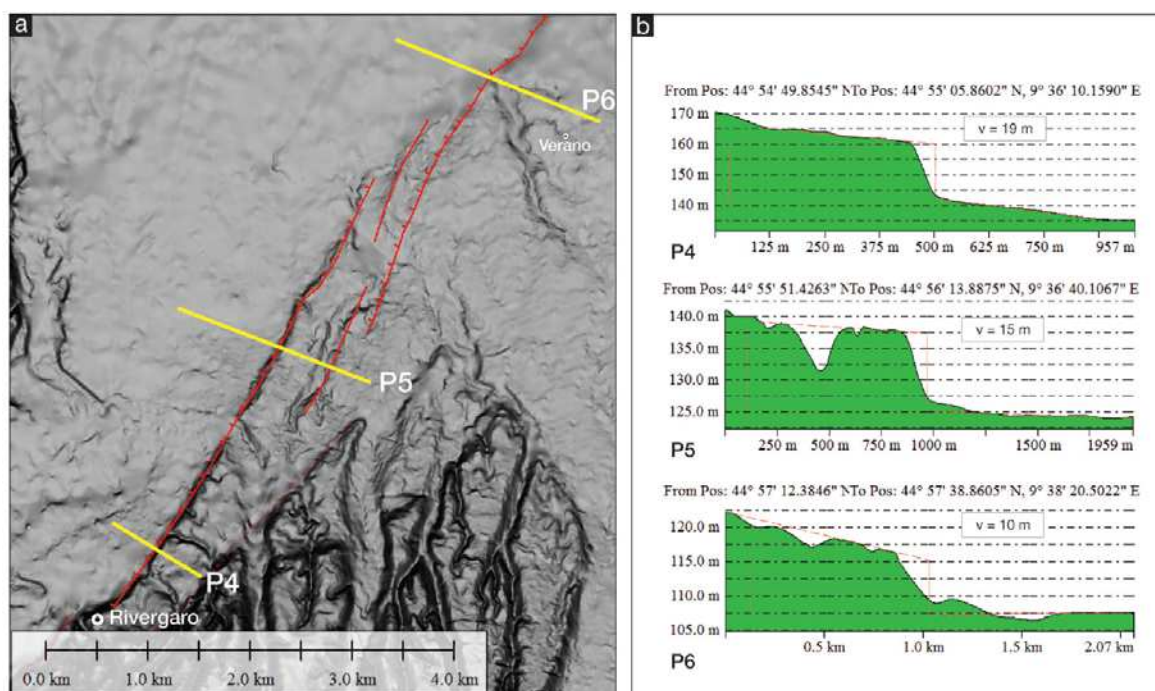 a
P6
Verano
P5
P4
Rivergaro
0.0 km 1.0 km 2.0 km 3.0 km 4.0 km
b
From Pos: 44° 54' 49.8545" NTo Pos: 44° 55' 05.8602" N, 9° 36' 10.1590" E
170 m
v = 19 m
160 m
150 m
140 m
125 m 250 m 375 m 500 m 625 m 750 m 957 m
P4
From Pos: 44° 55' 51.4263" NTo Pos: 44° 56' 13.8875" N, 9° 36' 40.1067" E
140.0 m
v = 15 m
135.0 m
130.0 m
125.0 m
250 m 500 m 750 m 1000 m 1500 m 1959 m
P5
From Pos: 44° 57' 12.3846" NTo Pos: 44° 57' 38.8605" N, 9° 38' 20.5022" E
120.0 m
v = 10 m
115.0 m
110.0 m
105.0 m
0.5 km 1.0 km 1.5 km 2.07 km
P6